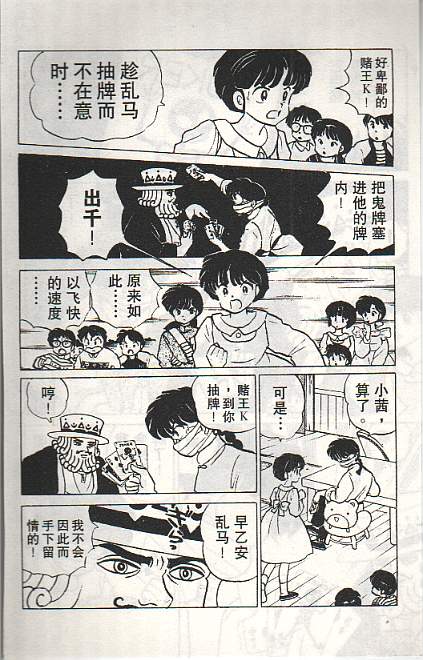 好卑鄙的
赌王K！
趁乱马
抽牌而
不在意
时……
把鬼牌塞
进他的牌
内！
出千！
原来如
此…
以飞快
的速度
……
小茜，
算了。
可是…
赌王K
，到你
抽牌！
哼！
早乙女
乱马！
我不会
因此而
手下留
情的！